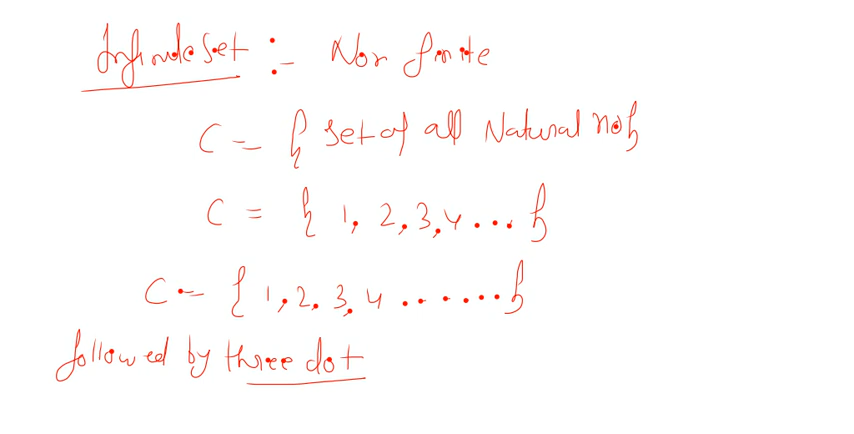 Infinite Set :- Non finite
C = { set of all Natural no}
C = { 1, 2, 3, 4 ... }
C = { 1, 2, 3, 4 ....... }
followed by three dot